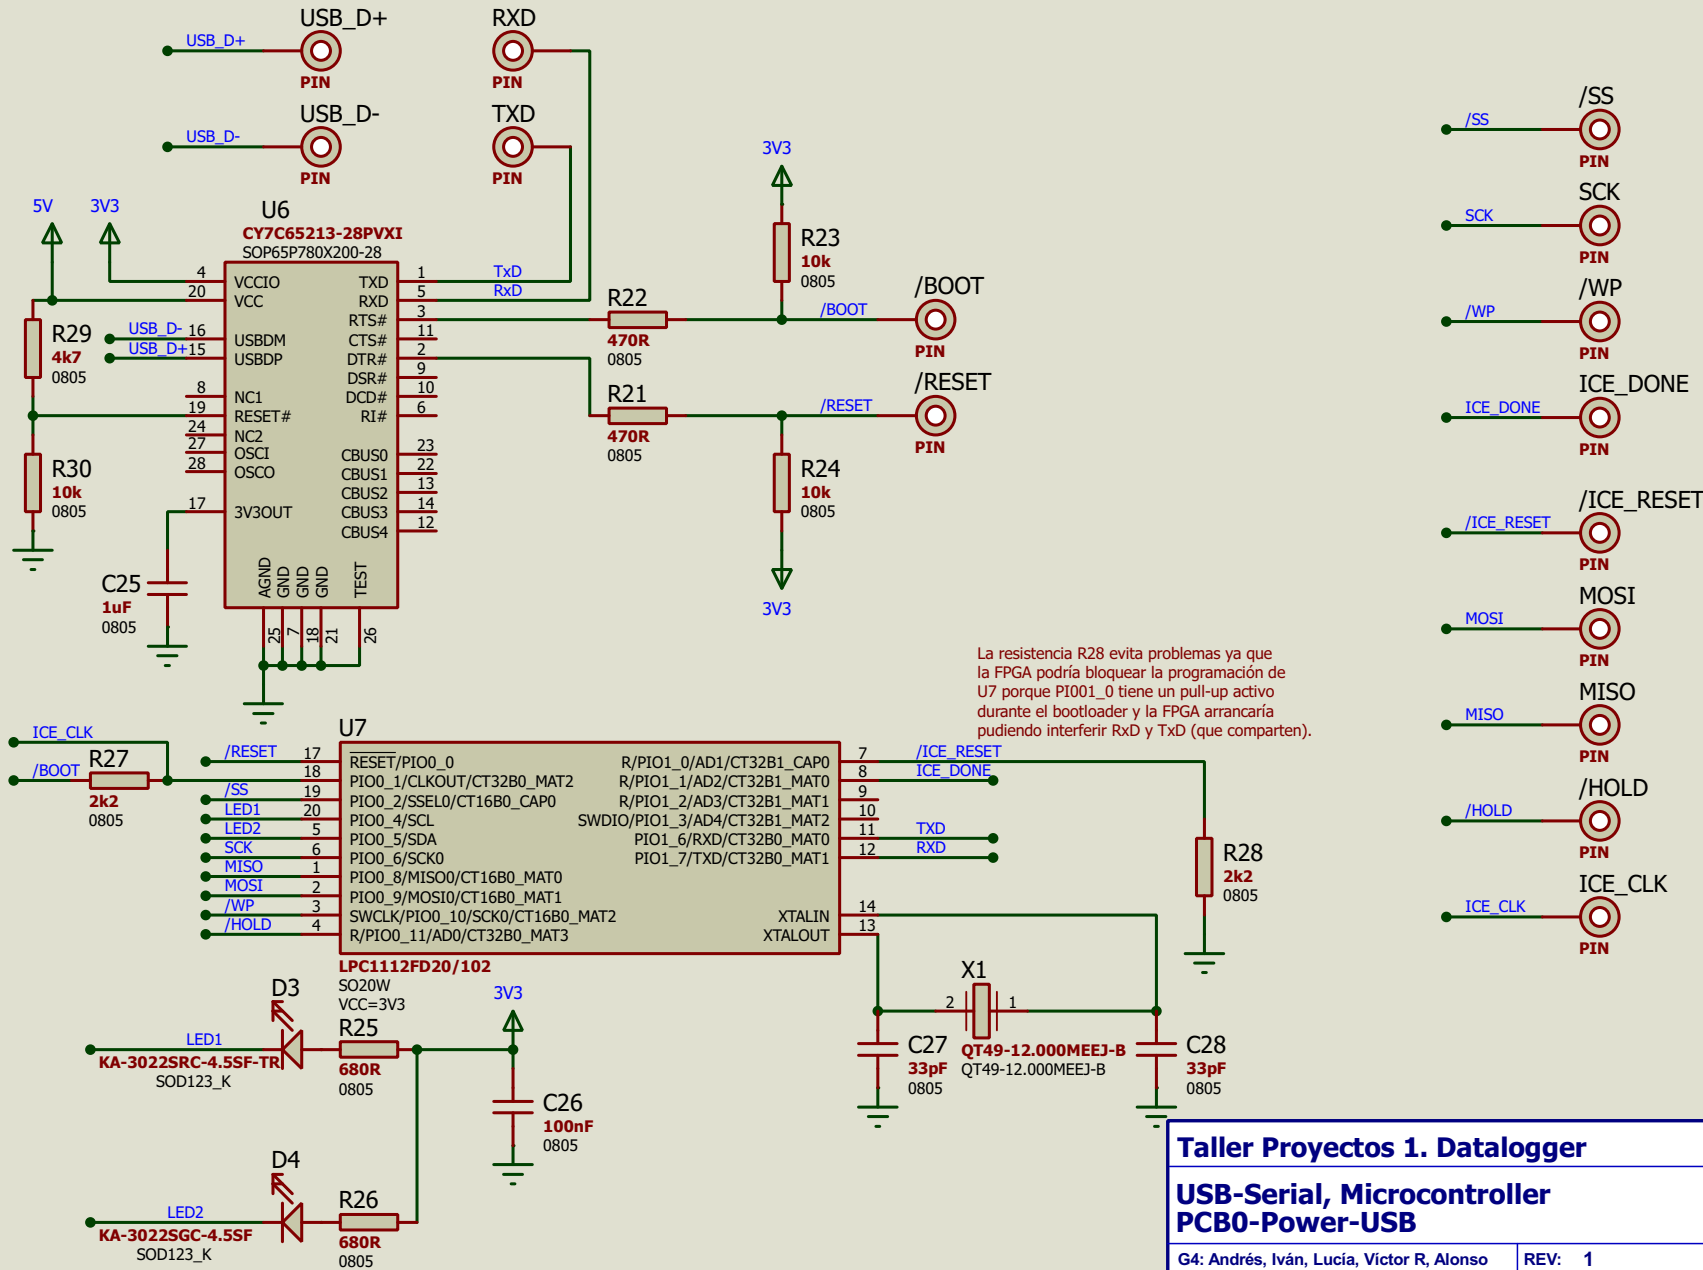 USB_D+
USB_D+
PIN
RXD
PIN
USB_D-
USB_D-
PIN
TXD
PIN
5V
3V3
U6
CY7C65213-28PVXI
SOP65P780X200-28
4 VCCIO
20 VCC
USB_D- 16 USBDM
USB_D+ 15 USBDP
8 NC1
19 RESET#
24 NC2
27 OSCI
28 OSCO
17 3V3OUT
TXD 1 TxD
RXD 5 RxD
RTS# 3
CTS# 11
DTR# 2
DSR# 9
DCD# 10
RI# 6
CBUS0 23
CBUS1 22
CBUS2 13
CBUS3 14
CBUS4 12
AGND 25
GND 7
GND 18
GND 21
TEST 26
R29
4k7
0805
R30
10k
0805
C25
1uF
0805
3V3
R23
10k
0805
R22
470R
0805
/BOOT
/BOOT
PIN
R21
470R
0805
/RESET
/RESET
PIN
R24
10k
0805
3V3
/SS
/SS
PIN
SCK
SCK
PIN
/WP
/WP
PIN
ICE_DONE
ICE_DONE
PIN
/ICE_RESET
/ICE_RESET
PIN
MOSI
MOSI
PIN
MISO
MISO
PIN
/HOLD
/HOLD
PIN
ICE_CLK
ICE_CLK
PIN
La resistencia R28 evita problemas ya que
la FPGA podría bloquear la programación de
U7 porque PI001_0 tiene un pull-up activo
durante el bootloader y la FPGA arrancaría
pudiendo interferir RxD y TxD (que comparten).
ICE_CLK
/BOOT
R27
2k2
0805
U7
/RESET 17 RESET/PIO0_0
18 PIO0_1/CLKOUT/CT32B0_MAT2
/SS 19 PIO0_2/SSEL0/CT16B0_CAP0
LED1 20 PIO0_4/SCL
LED2 5 PIO0_5/SDA
SCK 6 PIO0_6/SCK0
MISO 1 PIO0_8/MISO0/CT16B0_MAT0
MOSI 2 PIO0_9/MOSI0/CT16B0_MAT1
/WP 3 SWCLK/PIO0_10/SCK0/CT16B0_MAT2
/HOLD 4 R/PIO0_11/AD0/CT32B0_MAT3
R/PIO1_0/AD1/CT32B1_CAP0 7 /ICE_RESET
R/PIO1_1/AD2/CT32B1_MAT0 8 ICE_DONE
R/PIO1_2/AD3/CT32B1_MAT1 9
SWDIO/PIO1_3/AD4/CT32B1_MAT2 10
PIO1_6/RXD/CT32B0_MAT0 11 TXD
PIO1_7/TXD/CT32B0_MAT1 12 RXD
XTALIN 14
XTALOUT 13
LPC1112FD20/102
SO20W
VCC=3V3
R28
2k2
0805
X1
2 1
QT49-12.000MEEJ-B
QT49-12.000MEEJ-B
C27
33pF
0805
C28
33pF
0805
D3
LED1
KA-3022SRC-4.5SF-TR
SOD123_K
R25
680R
0805
3V3
C26
100nF
0805
D4
LED2
KA-3022SGC-4.5SF
SOD123_K
R26
680R
0805
Taller Proyectos 1. Datalogger
USB-Serial, Microcontroller
PCB0-Power-USB
G4: Andrés, Iván, Lucía, Víctor R, Alonso
REV: 1